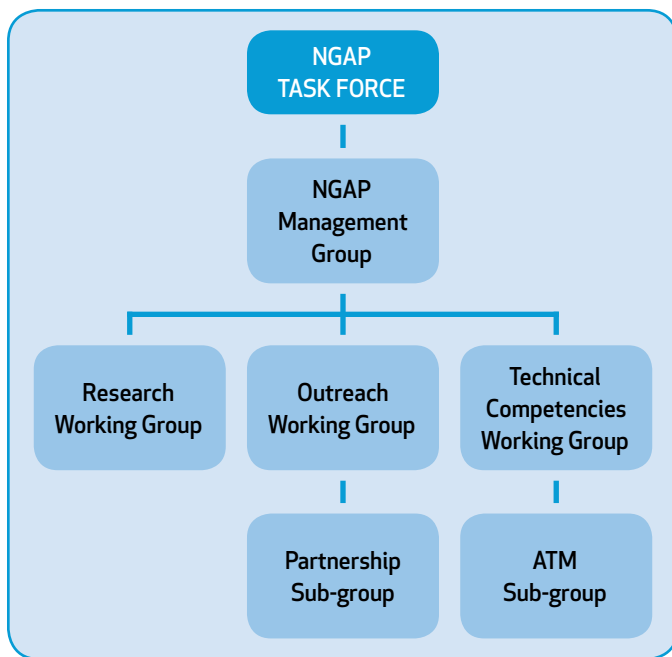 NGAP
TASK FORCE
NGAP
Management
Group
Research
Working Group
Outreach
Working Group
Technical
Competencies
Working Group
Partnership
Sub-group
ATM
Sub-group